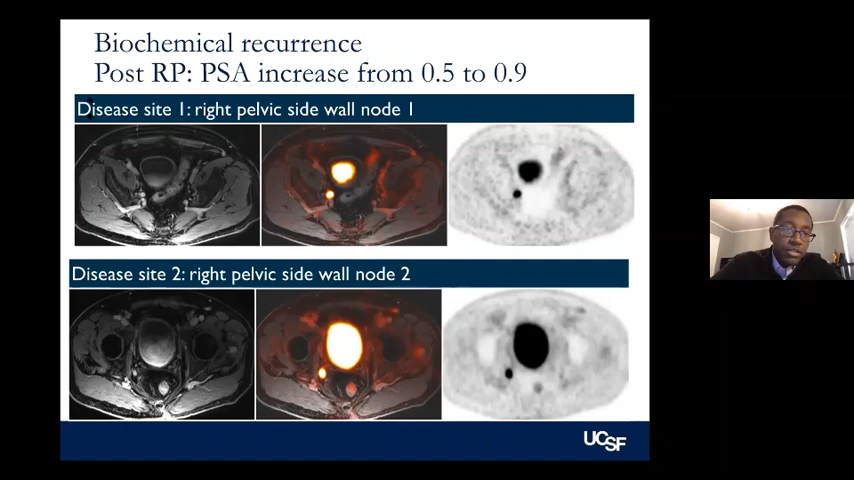 Biochemical recurrence
Post RP: PSA increase from 0.5 to 0.9
Disease site 1: right pelvic side wall node 1
Disease site 2: right pelvic side wall node 2
UCSF